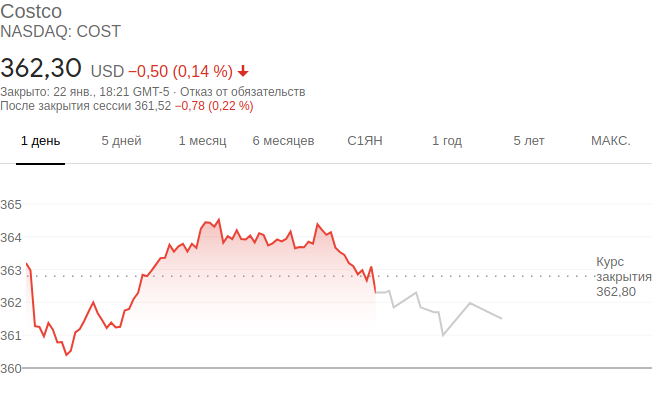 Costco
NASDAQ: COST
362,30 USD −0,50 (0,14 %)
Закрыто: 22 янв., 18:21 GMT-5 · Отказ от обязательств
После закрытия сессии 361,52 −0,78 (0,22 %)
1 день 5 дней 1 месяц 6 месяцев С1ЯН 1 год 5 лет МАКС.
365
364
363
362
361
360
Курс
закрытия
362,80